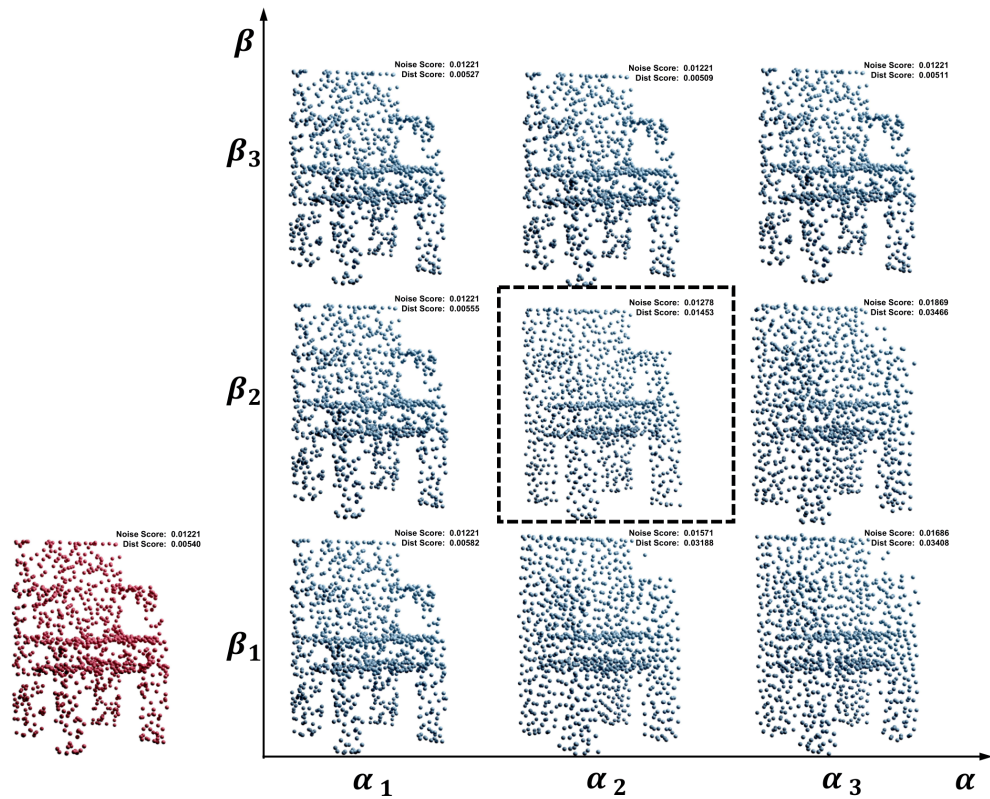 β
Noise Score: 0.01221
Dist Score: 0.00527
Noise Score: 0.01221
Dist Score: 0.00509
Noise Score: 0.01221
Dist Score: 0.00511
β3
Noise Score: 0.01221
Dist Score: 0.00555
Noise Score: 0.01278
Dist Score: 0.01453
Noise Score: 0.01869
Dist Score: 0.03466
β2
Noise Score: 0.01221
Dist Score: 0.00540
Noise Score: 0.01221
Dist Score: 0.00582
Noise Score: 0.01571
Dist Score: 0.03188
Noise Score: 0.01686
Dist Score: 0.03408
β1
α1
α2
α3
α